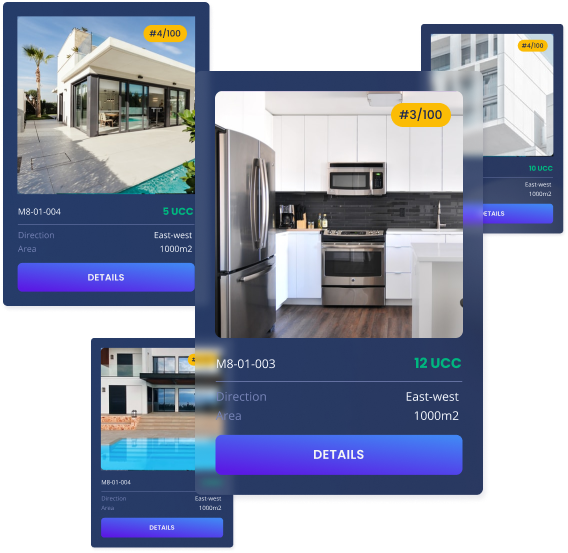 #4/100
M8-01-004
5 UCC
Direction
East-west
Area
1000m2
DETAILS
#4/100
10 UCC
East-west
1000m2
DETAILS
#3/100
M8-01-003
12 UCC
Direction
East-west
Area
1000m2
DETAILS
M8-01-004
Direction
East-west
Area
1000m2
DETAILS